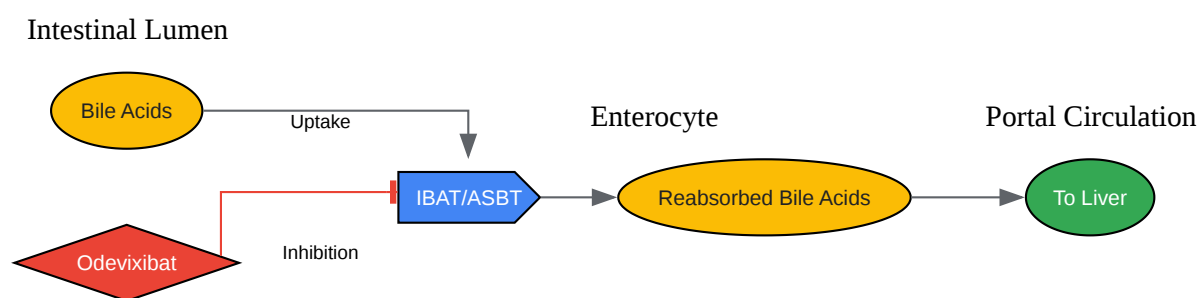 Intestinal Lumen
Bile Acids
Uptake
Enterocyte
Portal Circulation
IBAT/ASBT
Reabsorbed Bile Acids
To Liver
Inhibition
Odevixibat